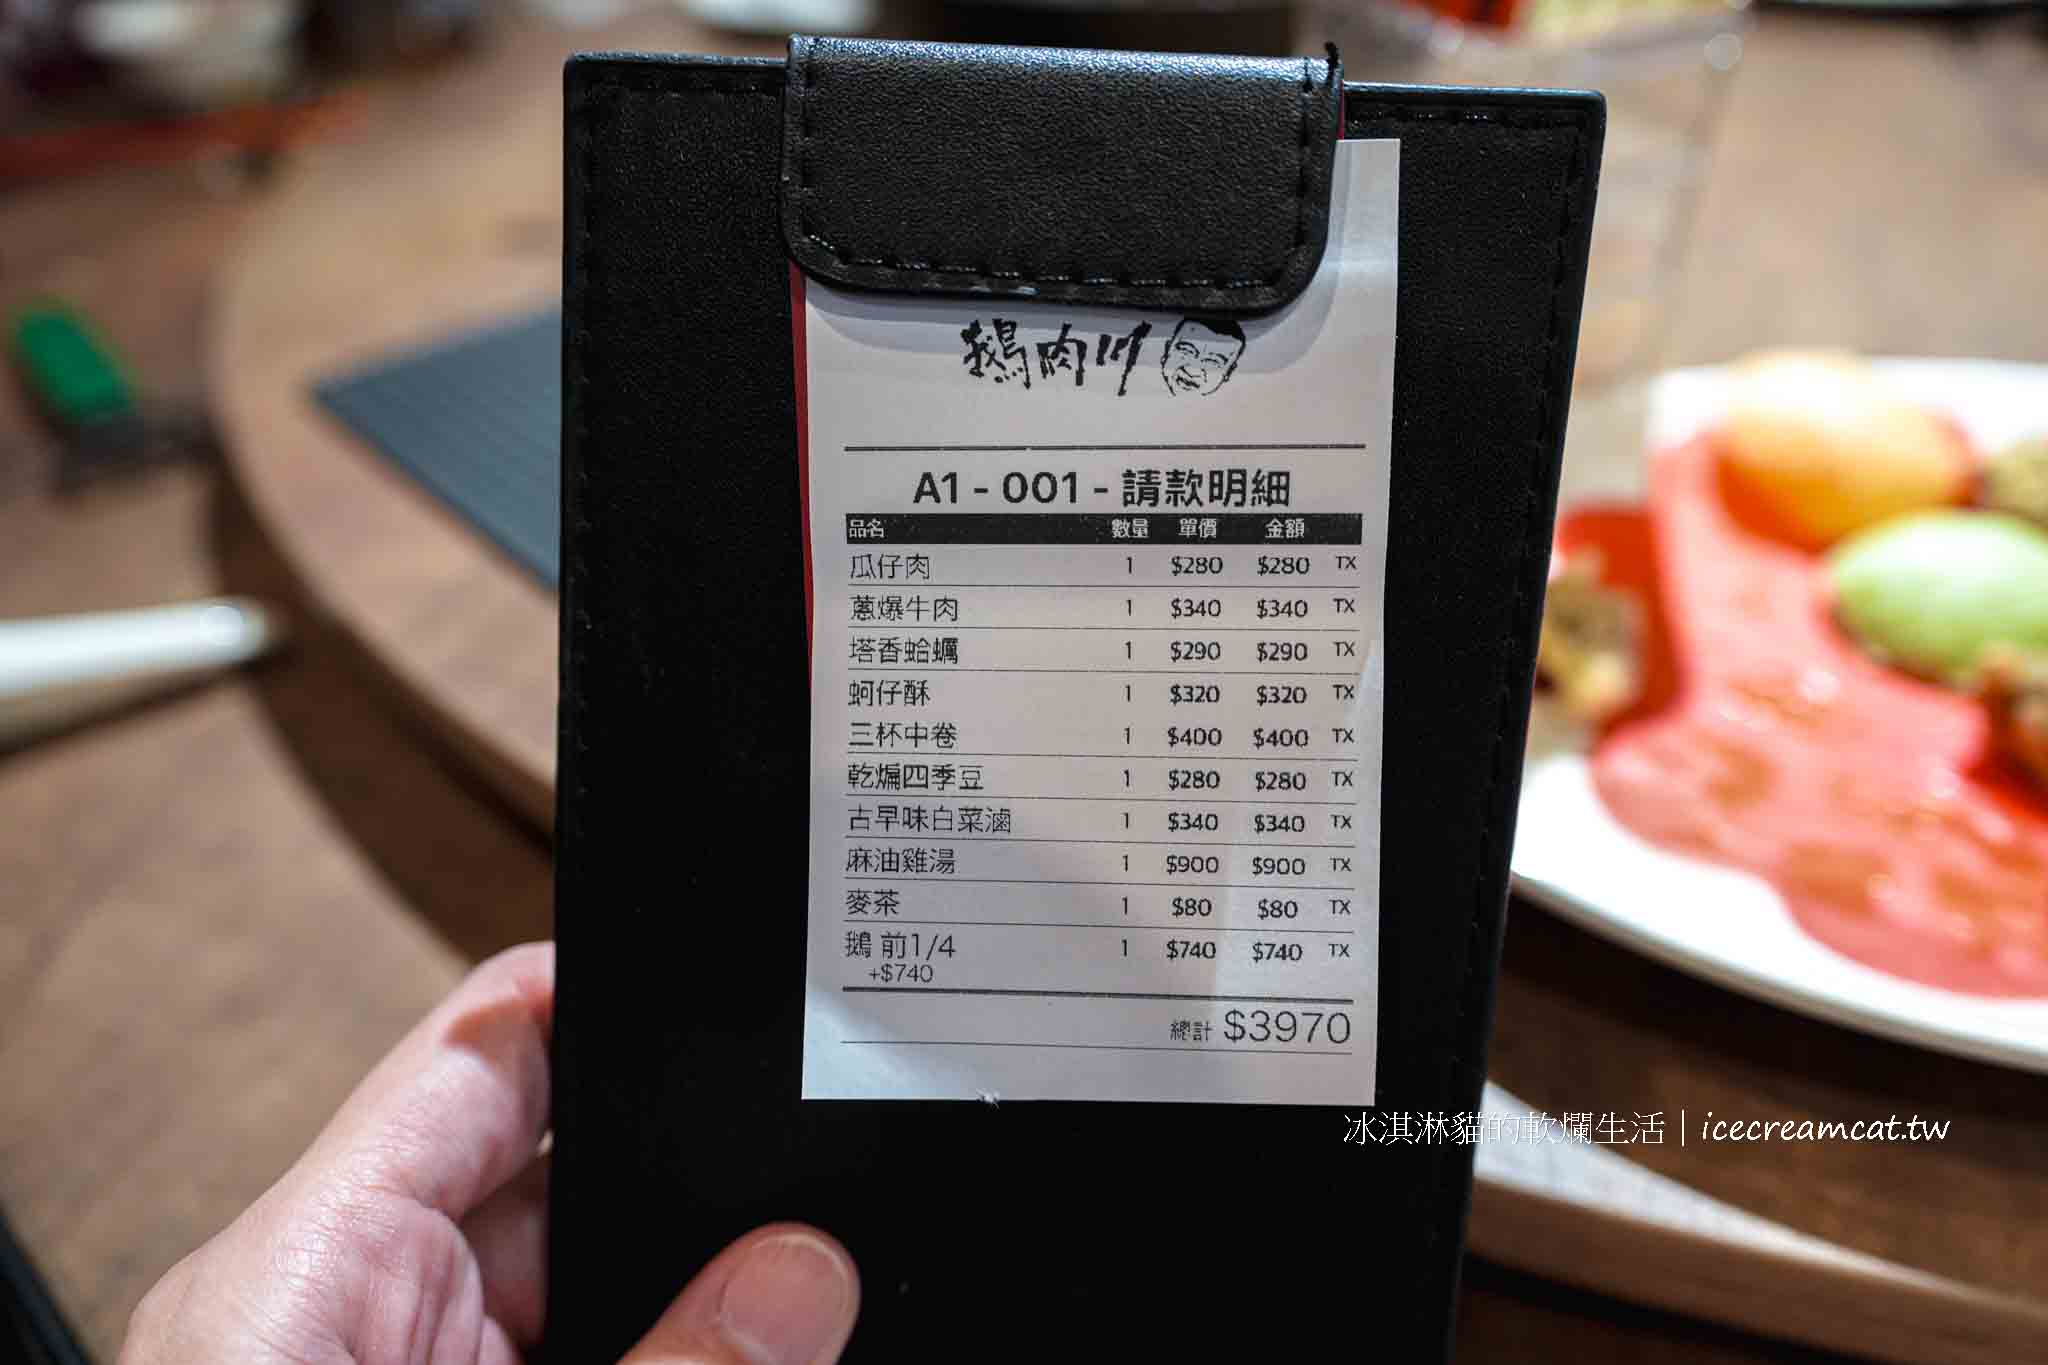 鵝肉川
A1 - 001 - 請款明細
品名 數量 單價 金額
瓜仔肉 1 $280 $280 TX
蔥爆牛肉 1 $340 $340 TX
塔香蛤蠣 1 $290 $290 TX
蚵仔酥 1 $320 $320 TX
三杯中卷 1 $400 $400 TX
乾煸四季豆 1 $280 $280 TX
古早味白菜滷 1 $340 $340 TX
麻油雞湯 1 $900 $900 TX
麥茶 1 $80 $80 TX
鵝 前1/4 1 $740 $740 TX
+$740
總計 $3970
冰淇淋貓的軟爛生活 | icecreamcat.tw